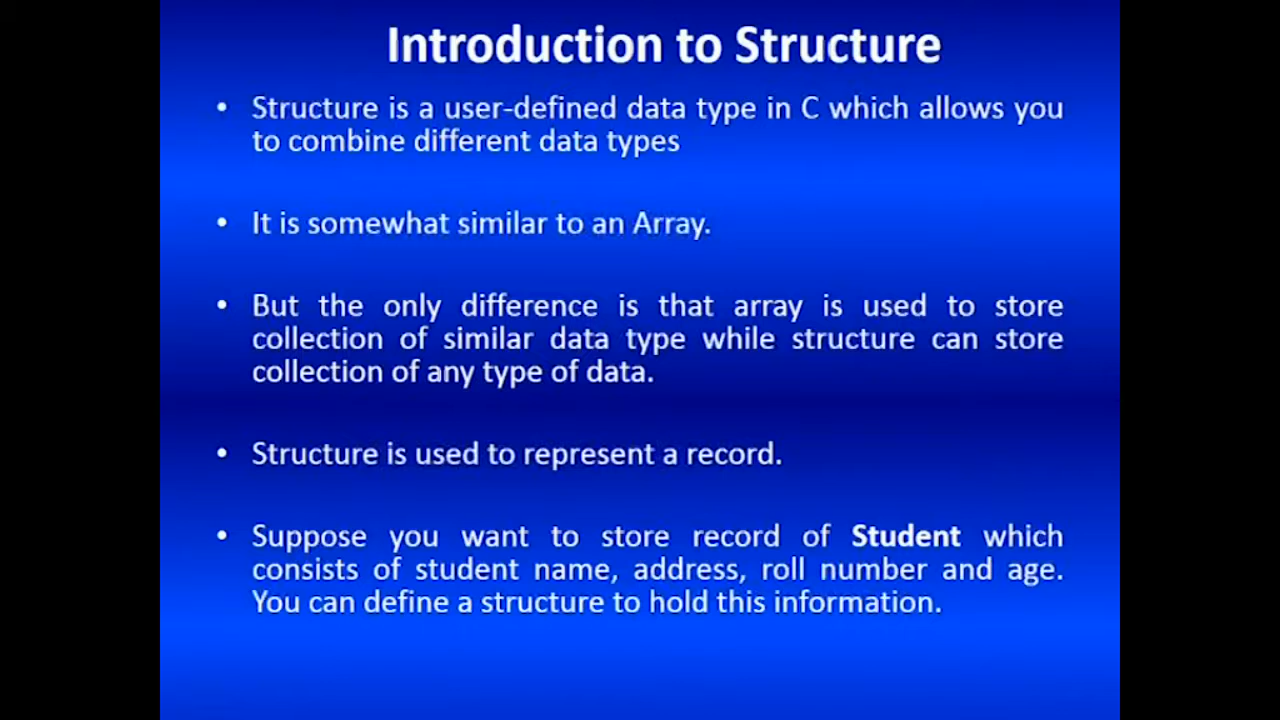 Introduction to Structure
• Structure is a user-defined data type in C which allows you
to combine different data types
• It is somewhat similar to an Array.
• But the only difference is that array is used to store
collection of similar data type while structure can store
collection of any type of data.
• Structure is used to represent a record.
• Suppose you want to store record of Student which
consists of student name, address, roll number and age.
You can define a structure to hold this information.